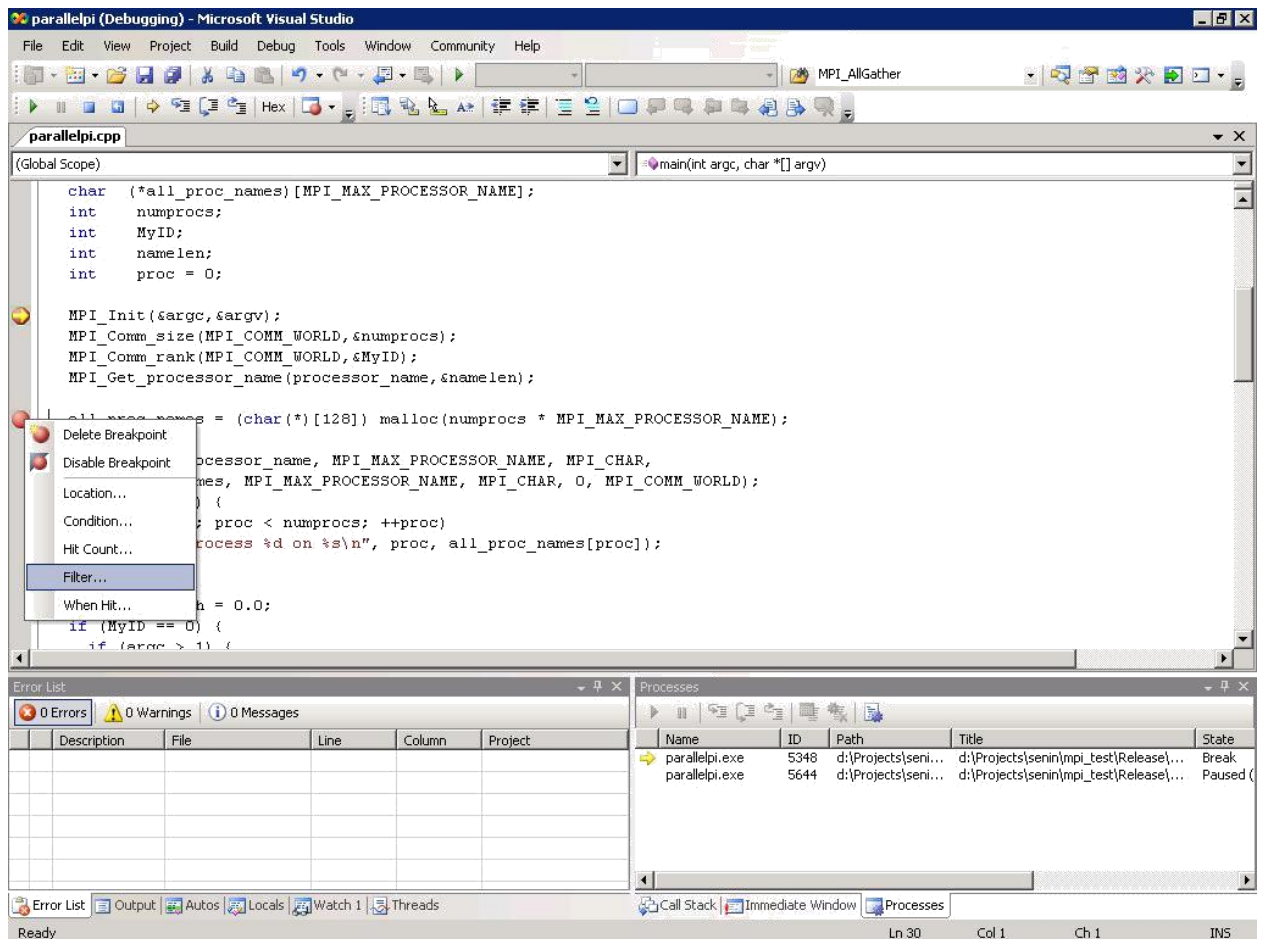 parallelpi (Debugging) - Microsoft Visual Studio
File Edit View Project Build Debug Tools Window Community Help
MPI_AllGather
Hex
parallelpi.cpp
(Global Scope) main(int argc, char *[] argv)
char (*all_proc_names)[MPI_MAX_PROCESSOR_NAME];
int numprocs;
int MyID;
int namelen;
int proc = 0;
MPI_Init(&argc,&argv);
MPI_Comm_size(MPI_COMM_WORLD,&numprocs);
MPI_Comm_rank(MPI_COMM_WORLD,&MyID);
MPI_Get_processor_name(processor_name,&namelen);
all_proc_names = (char(*)[128]) malloc(numprocs * MPI_MAX_PROCESSOR_NAME);
Delete Breakpoint
Disable Breakpoint
Location...
Condition...
Hit Count...
Filter...
When Hit...
ocessor_name, MPI_MAX_PROCESSOR_NAME, MPI_CHAR,
mes, MPI_MAX_PROCESSOR_NAME, MPI_CHAR, 0, MPI_COMM_WORLD);
) {
; proc < numprocs; ++proc)
rocess %d on %s\n", proc, all_proc_names[proc]);
h = 0.0;
if (MyID == 0) {
if (argc > 1) {
Error List
0 Errors 0 Warnings 0 Messages
Description File Line Column Project
Processes
Name ID Path Title State
parallelpi.exe 5348 d:\Projects\seni... d:\Projects\senin\mpi_test\Release\... Break
parallelpi.exe 5644 d:\Projects\seni... d:\Projects\senin\mpi_test\Release\... Paused (
Error List Output Autos Locals Watch 1 Threads
Call Stack Immediate Window Processes
Ready Ln 30 Col 1 Ch 1 INS